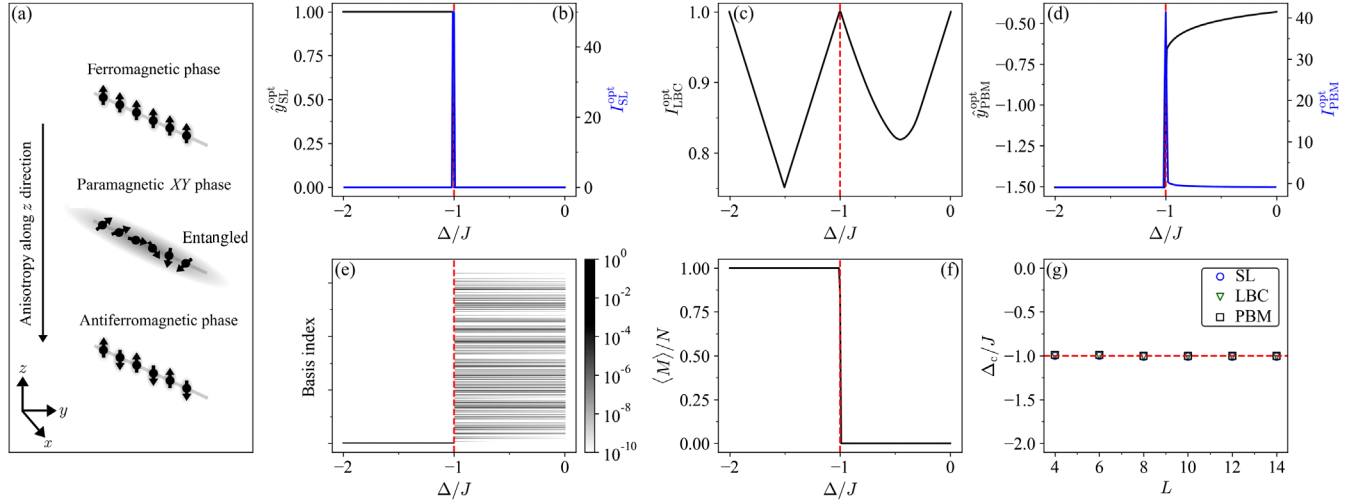 (a)
Ferromagnetic phase
Paramagnetic XY phase
Entangled
Antiferromagnetic phase
Anisotropy along z direction
z
y
x
(b)
ŷ_SL^opt
1.00
0.75
0.50
0.25
0.00
I_SL^opt
40
20
0
−2
−1
0
Δ/J
(c)
I_LBC^opt
1.0
0.9
0.8
−2
−1
0
Δ/J
(d)
ŷ_PBM^opt
−0.50
−0.75
−1.00
−1.25
−1.50
I_PBM^opt
40
30
20
10
0
−2
−1
0
Δ/J
(e)
Basis index
10^0
10^−2
10^−4
10^−6
10^−8
10^−10
−2
−1
0
Δ/J
(f)
⟨M⟩/N
1.00
0.75
0.50
0.25
0.00
−2
−1
0
Δ/J
(g)
SL
LBC
PBM
Δ_c/J
0.0
−0.5
−1.0
−1.5
−2.0
4
6
8
10
12
14
L